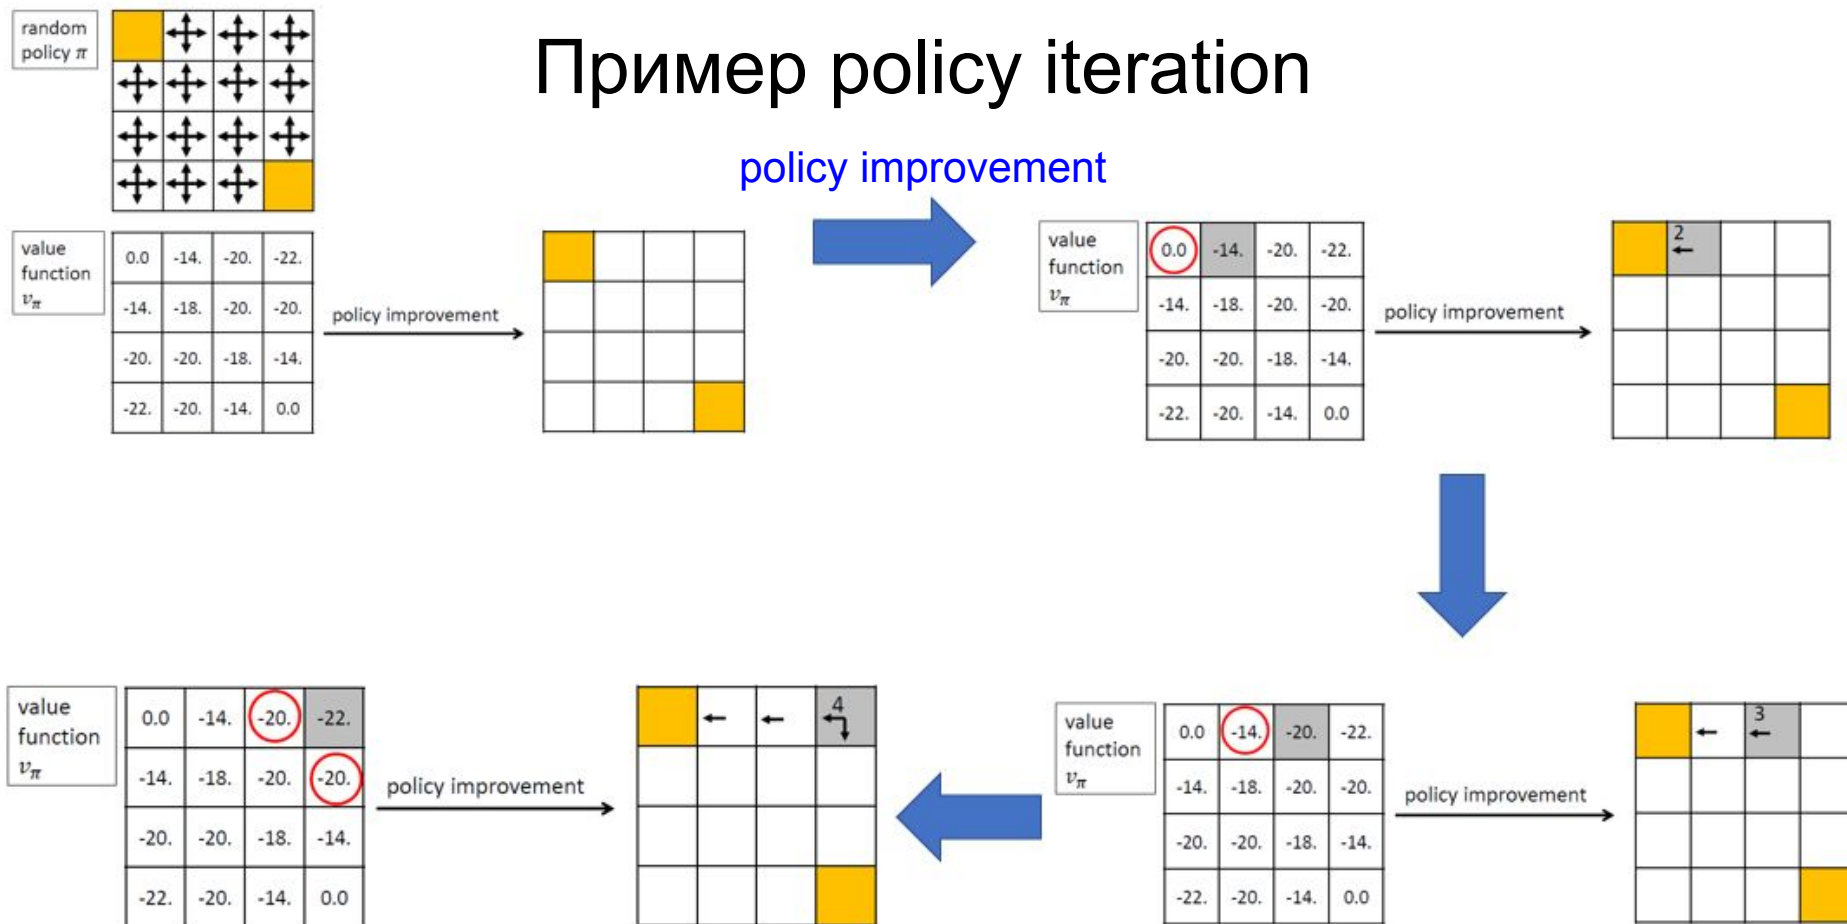 Пример policy iteration
policy improvement
random
policy π
value
function
vπ
0.0 -14. -20. -22.
-14. -18. -20. -20.
-20. -20. -18. -14.
-22. -20. -14. 0.0
policy improvement
value
function
vπ
0.0 -14. -20. -22.
-14. -18. -20. -20.
-20. -20. -18. -14.
-22. -20. -14. 0.0
policy improvement
2
value
function
vπ
0.0 -14. -20. -22.
-14. -18. -20. -20.
-20. -20. -18. -14.
-22. -20. -14. 0.0
policy improvement
3
value
function
vπ
0.0 -14. -20. -22.
-14. -18. -20. -20.
-20. -20. -18. -14.
-22. -20. -14. 0.0
policy improvement
4